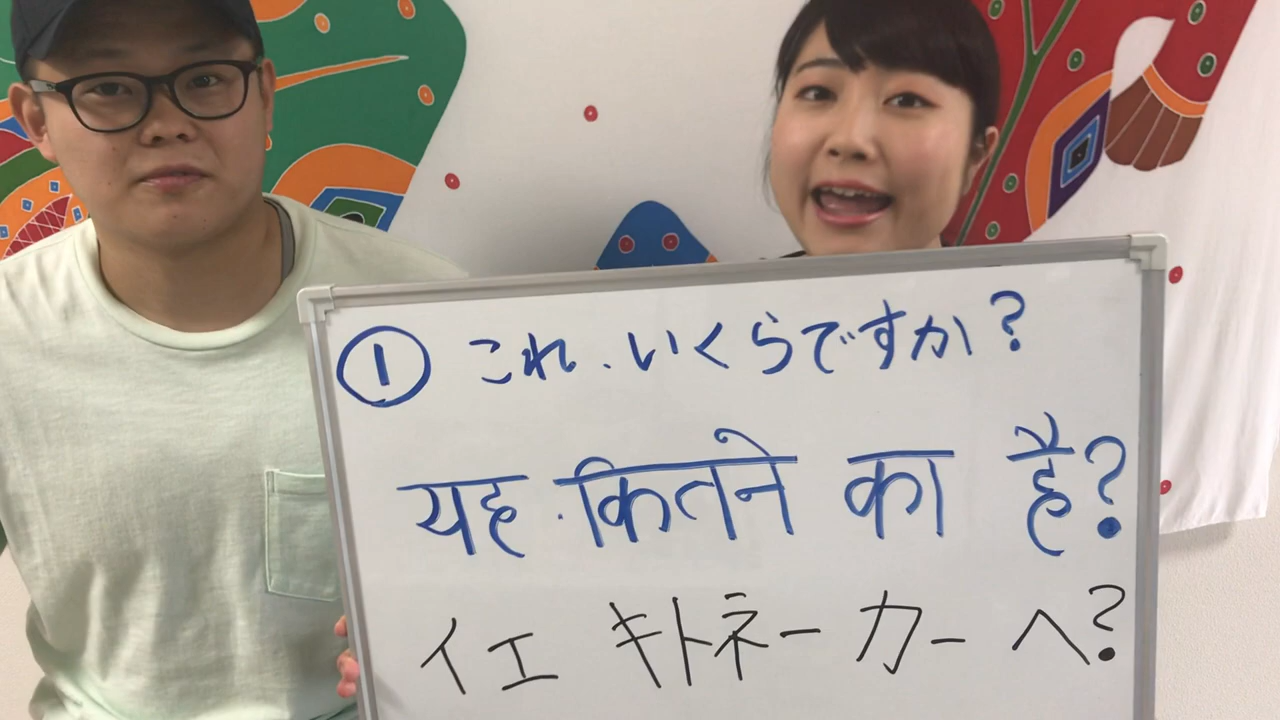 ① これ、いくらですか?
यह कितने का है?
イエ キトネー カー ヘ?